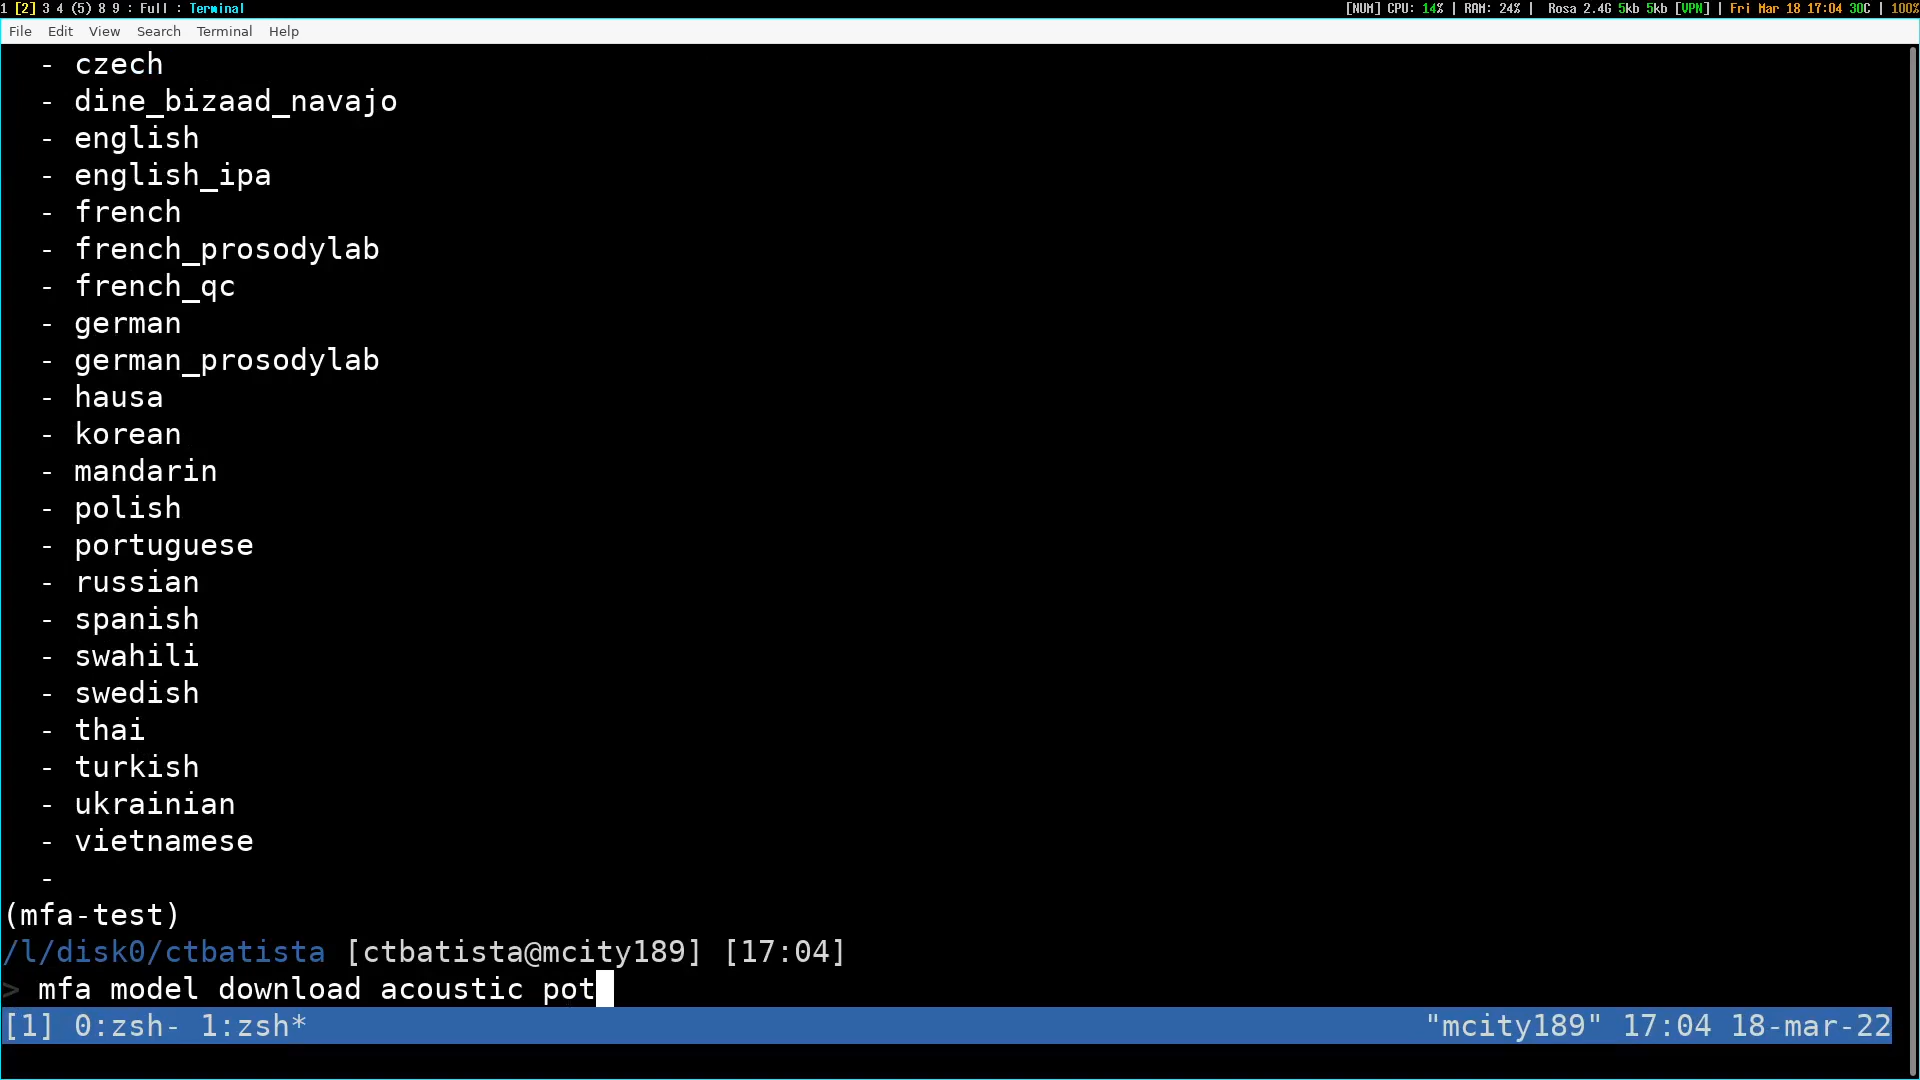 1 [2] 3 4 (5) 8 9 : Full : Terminal [NUM] CPU: 14% | RAM: 24% | Rosa 2.4G 5kb 5kb [VPN] | Fri Mar 18 17:04 30C | 100%
File Edit View Search Terminal Help
- czech
- dine_bizaad_navajo
- english
- english_ipa
- french
- french_prosodylab
- french_qc
- german
- german_prosodylab
- hausa
- korean
- mandarin
- polish
- portuguese
- russian
- spanish
- swahili
- swedish
- thai
- turkish
- ukrainian
- vietnamese
-
(mfa-test)
/l/disk0/ctbatista [ctbatista@mcity189] [17:04]
> mfa model download acoustic pot
[1] 0:zsh- 1:zsh* "mcity189" 17:04 18-mar-22